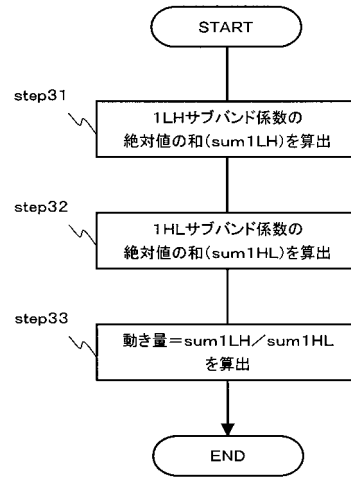 START
step31
1LHサブバンド係数の
絶対値の和(sum1LH)を算出
step32
1HLサブバンド係数の
絶対値の和(sum1HL)を算出
step33
動き量＝sum1LH／sum1HL
を算出
END